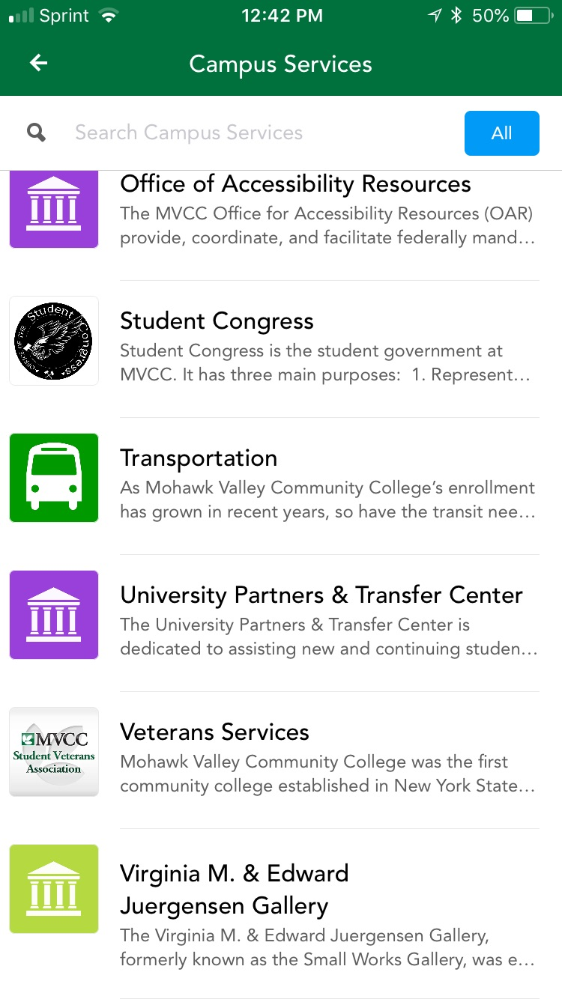 Sprint 12:42 PM 50%
Campus Services
Search Campus Services All
Office of Accessibility Resources
The MVCC Office for Accessibility Resources (OAR)
provide, coordinate, and facilitate federally mand…
OFFICE OF THE Student Congress
Student Congress
Student Congress is the student government at
MVCC. It has three main purposes:  1. Represent…
Transportation
As Mohawk Valley Community College’s enrollment
has grown in recent years, so have the transit nee…
University Partners & Transfer Center
The University Partners & Transfer Center is
dedicated to assisting new and continuing studen…
MVCC
Student Veterans
Association
Veterans Services
Mohawk Valley Community College was the first
community college established in New York State…
Virginia M. & Edward
Juergensen Gallery
The Virginia M. & Edward Juergensen Gallery,
formerly known as the Small Works Gallery, was e…